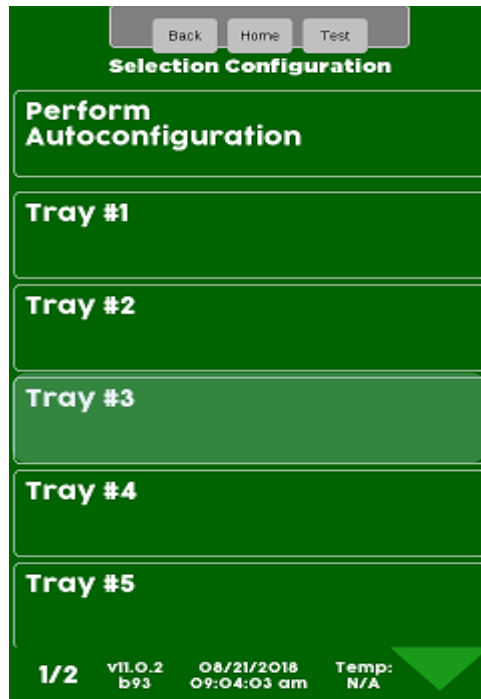 Back Home Test
Selection Configuration
Perform
Autoconfiguration
Tray #1
Tray #2
Tray #3
Tray #4
Tray #5
1/2 v11.0.2 08/21/2018 Temp:
b93 09:04:03 am N/A